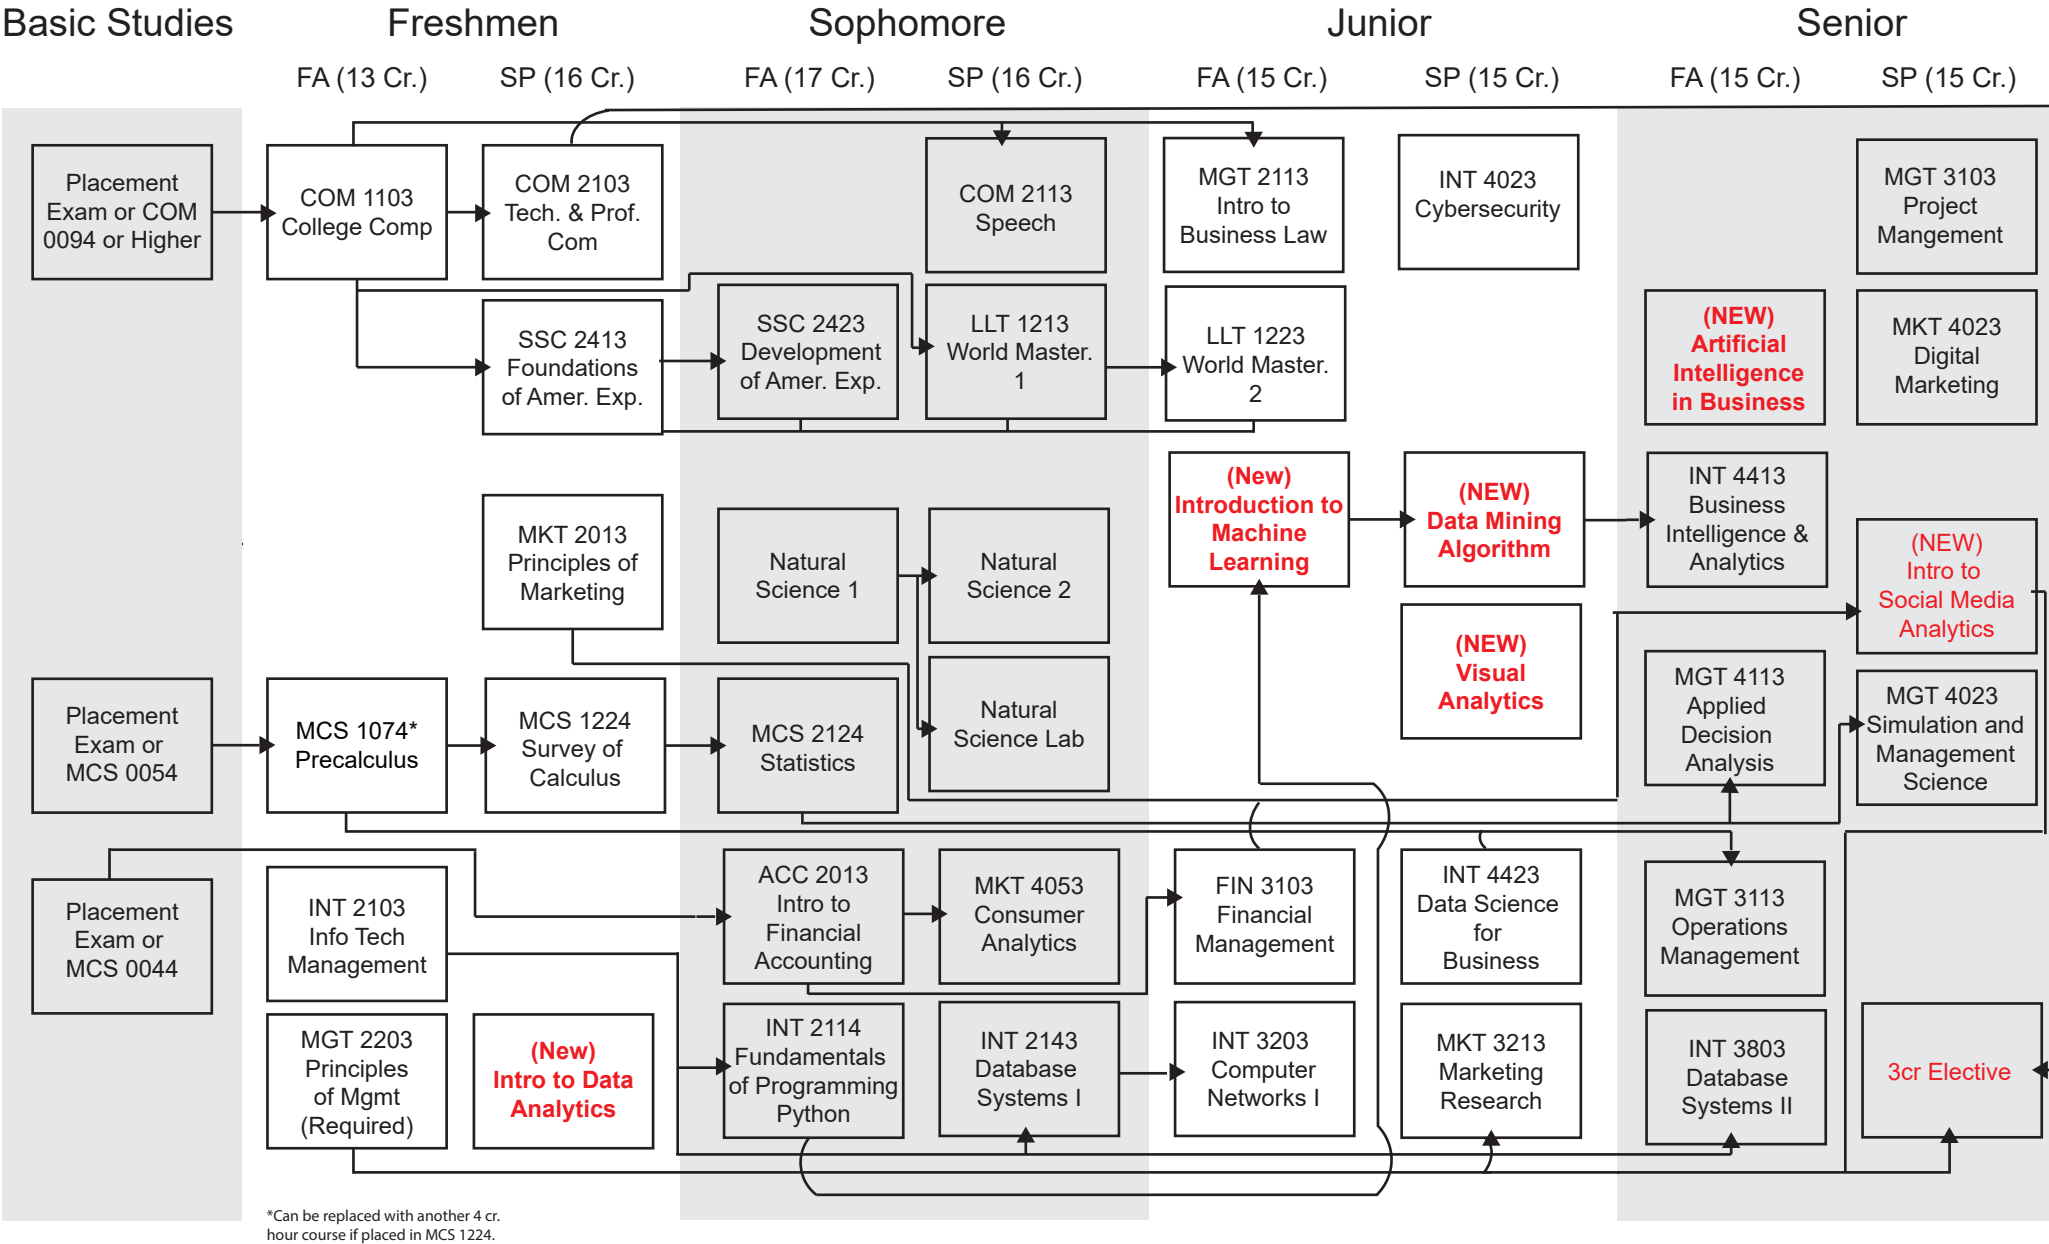 Basic Studies
Freshmen
Sophomore
Junior
Senior
FA (13 Cr.)
SP (16 Cr.)
FA (17 Cr.)
SP (16 Cr.)
FA (15 Cr.)
SP (15 Cr.)
FA (15 Cr.)
SP (15 Cr.)
Placement
Exam or COM
0094 or Higher
COM 1103
College Comp
COM 2103
Tech. & Prof.
Com
COM 2113
Speech
MGT 2113
Intro to
Business Law
INT 4023
Cybersecurity
MGT 3103
Project
Mangement
SSC 2413
Foundations
of Amer. Exp.
SSC 2423
Development
of Amer. Exp.
LLT 1213
World Master.
1
LLT 1223
World Master.
2
(NEW)
Artificial
Intelligence
in Business
MKT 4023
Digital
Marketing
MKT 2013
Principles of
Marketing
Natural
Science 1
Natural
Science 2
(New)
Introduction to
Machine
Learning
(NEW)
Data Mining
Algorithm
INT 4413
Business
Intelligence &
Analytics
(NEW)
Intro to
Social Media
Analytics
Placement
Exam or
MCS 0054
MCS 1074*
Precalculus
MCS 1224
Survey of
Calculus
MCS 2124
Statistics
Natural
Science Lab
(NEW)
Visual
Analytics
MGT 4113
Applied
Decision
Analysis
MGT 4023
Simulation and
Management
Science
Placement
Exam or
MCS 0044
INT 2103
Info Tech
Management
ACC 2013
Intro to
Financial
Accounting
MKT 4053
Consumer
Analytics
FIN 3103
Financial
Management
INT 4423
Data Science
for
Business
MGT 3113
Operations
Management
MGT 2203
Principles
of Mgmt
(Required)
(New)
Intro to Data
Analytics
INT 2114
Fundamentals
of Programming
Python
INT 2143
Database
Systems I
INT 3203
Computer
Networks I
MKT 3213
Marketing
Research
INT 3803
Database
Systems II
3cr Elective
*Can be replaced with another 4 cr.
hour course if placed in MCS 1224.